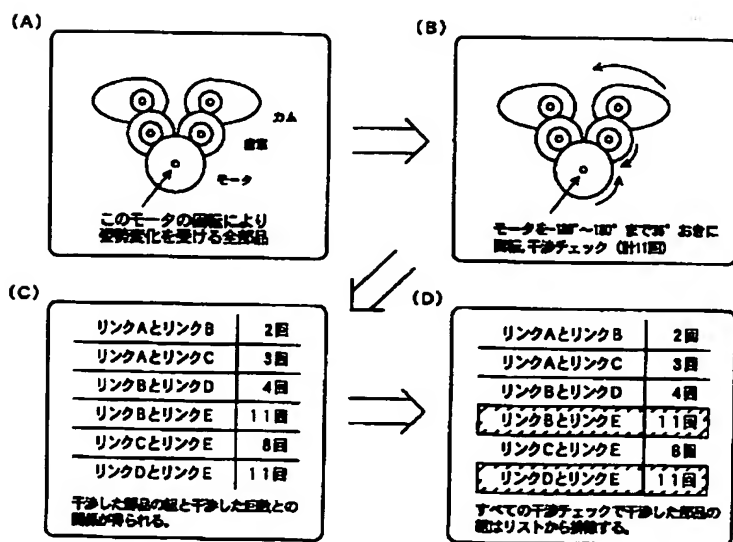 (A)
カム
歯車
モータ
このモータの回転により
姿勢変化を受ける全部品
(B)
モータを-180°～180°まで36°おきに
回転,干渉チェック(計11回)
(C)
リンクAとリンクB 2回
リンクAとリンクC 3回
リンクBとリンクD 4回
リンクBとリンクE 11回
リンクCとリンクE 8回
リンクDとリンクE 11回
干渉した部品の組と干渉した回数との
関係が得られる。
(D)
リンクAとリンクB 2回
リンクAとリンクC 3回
リンクBとリンクD 4回
リンクBとリンクE 11回
リンクCとリンクE 8回
リンクDとリンクE 11回
すべての干渉チェックで干渉した部品の
組はリストから排除する。